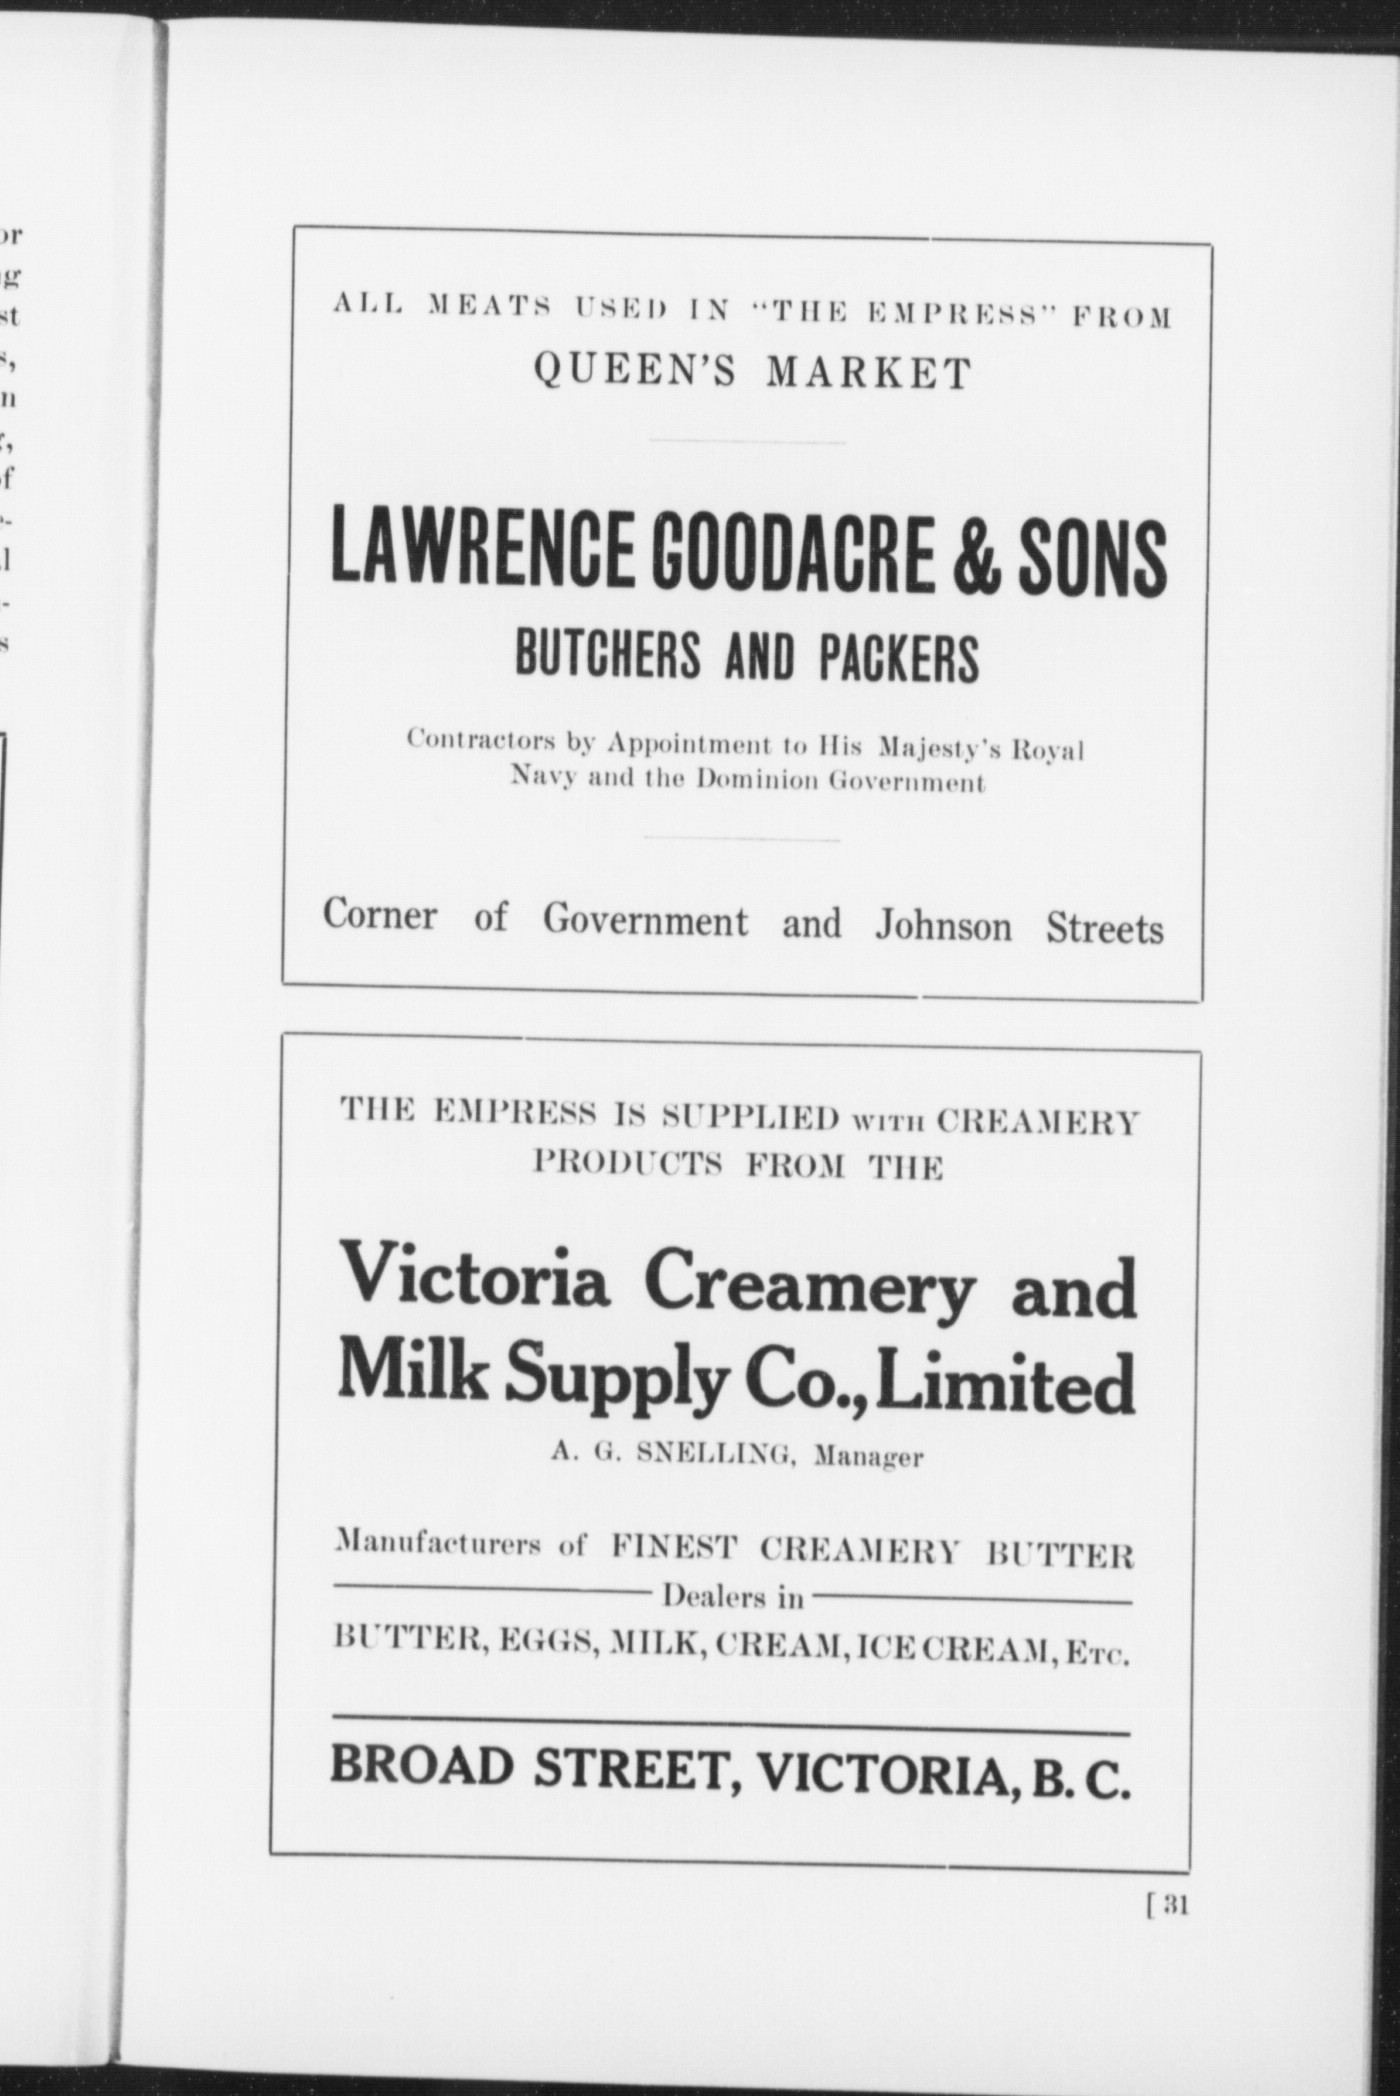 ALL MEATS USED IN "THE EMPRESS" FROM
QUEEN'S MARKET
LAWRENCE GOODACRE & SONS
BUTCHERS AND PACKERS
Contractors by Appointment to His Majesty's Royal
Navy and the Dominion Government
Corner of Government and Johnson Streets
THE EMPRESS IS SUPPLIED WITH CREAMERY
PRODUCTS FROM THE
Victoria Creamery and
Milk Supply Co., Limited
A. G. SNELLING, Manager
Manufacturers of FINEST CREAMERY BUTTER
Dealers in
BUTTER, EGGS, MILK, CREAM, ICE CREAM, ETC.
BROAD STREET, VICTORIA, B. C.
[ 31